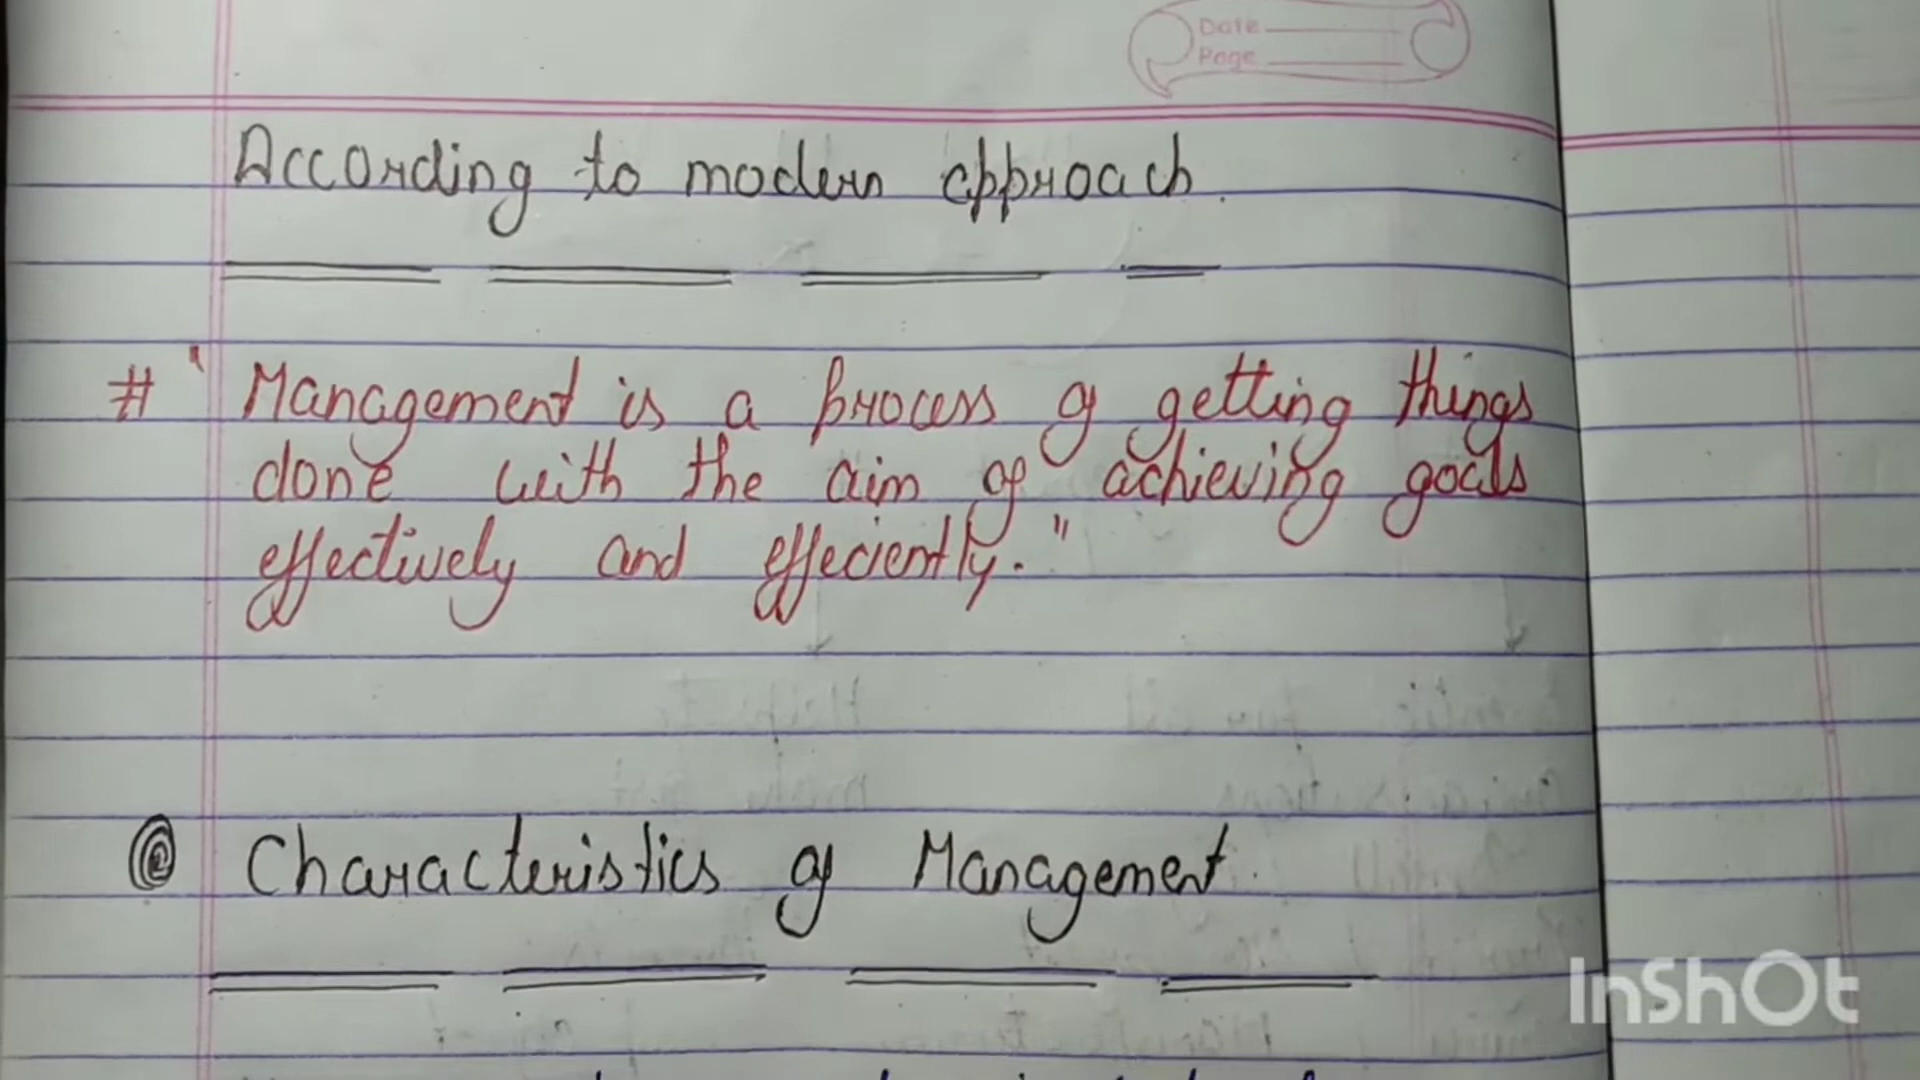 Date
Page
According to modern approach.
# " Management is a process of getting things
done with the aim of achieving goals
effectively and effeciently."
@ Characteristics of Management.
InShOt